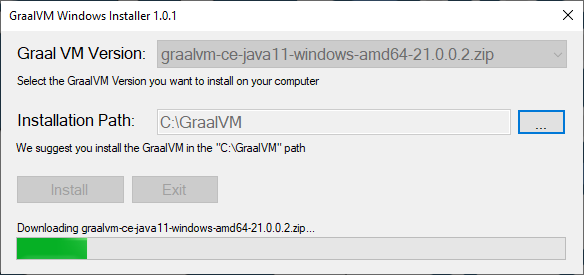 GraalVM Windows Installer 1.0.1
Graal VM Version: graalvm-ce-java11-windows-amd64-21.0.0.2.zip
Select the GraalVM Version you want to install on your computer
Installation Path: C:\GraalVM ...
We suggest you install the GraalVM in the "C:\GraalVM" path
Install Exit
Downloading graalvm-ce-java11-windows-amd64-21.0.0.2.zip...